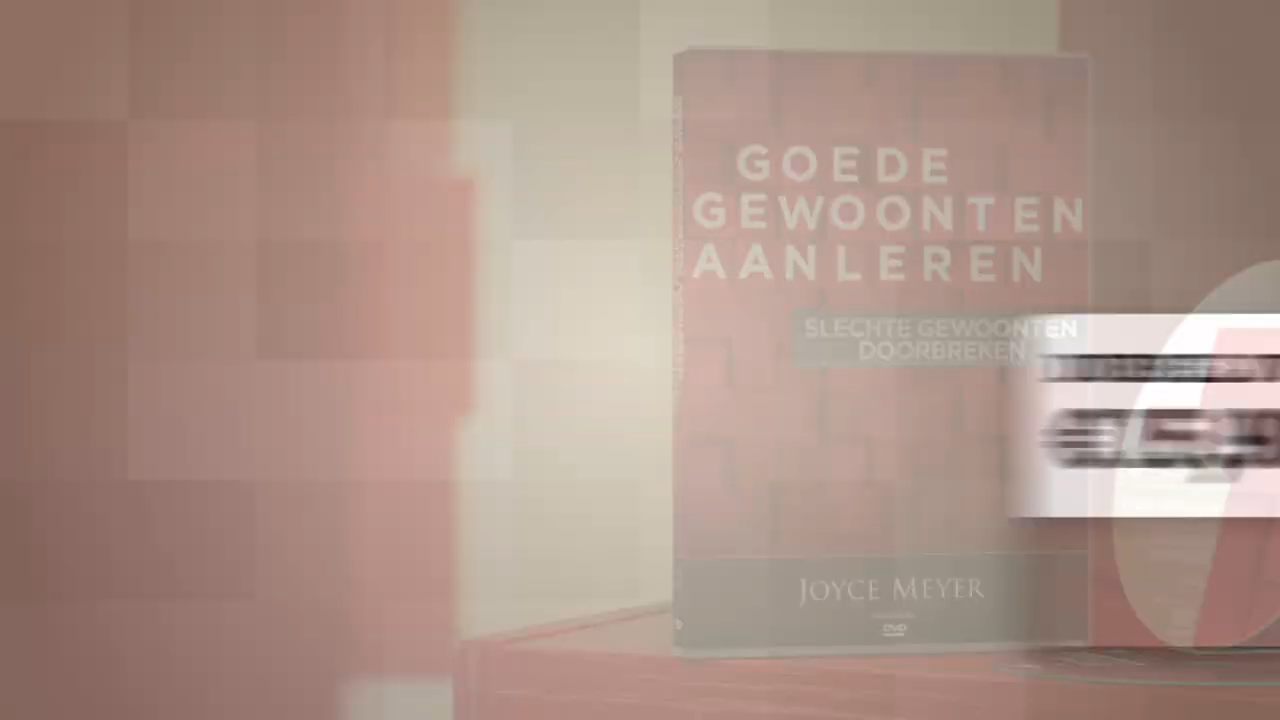 GOEDE
GEWOONTEN
AANLEREN
SLECHTE GEWOONTEN
DOORBREKEN
JOYCE MEYER
DVD